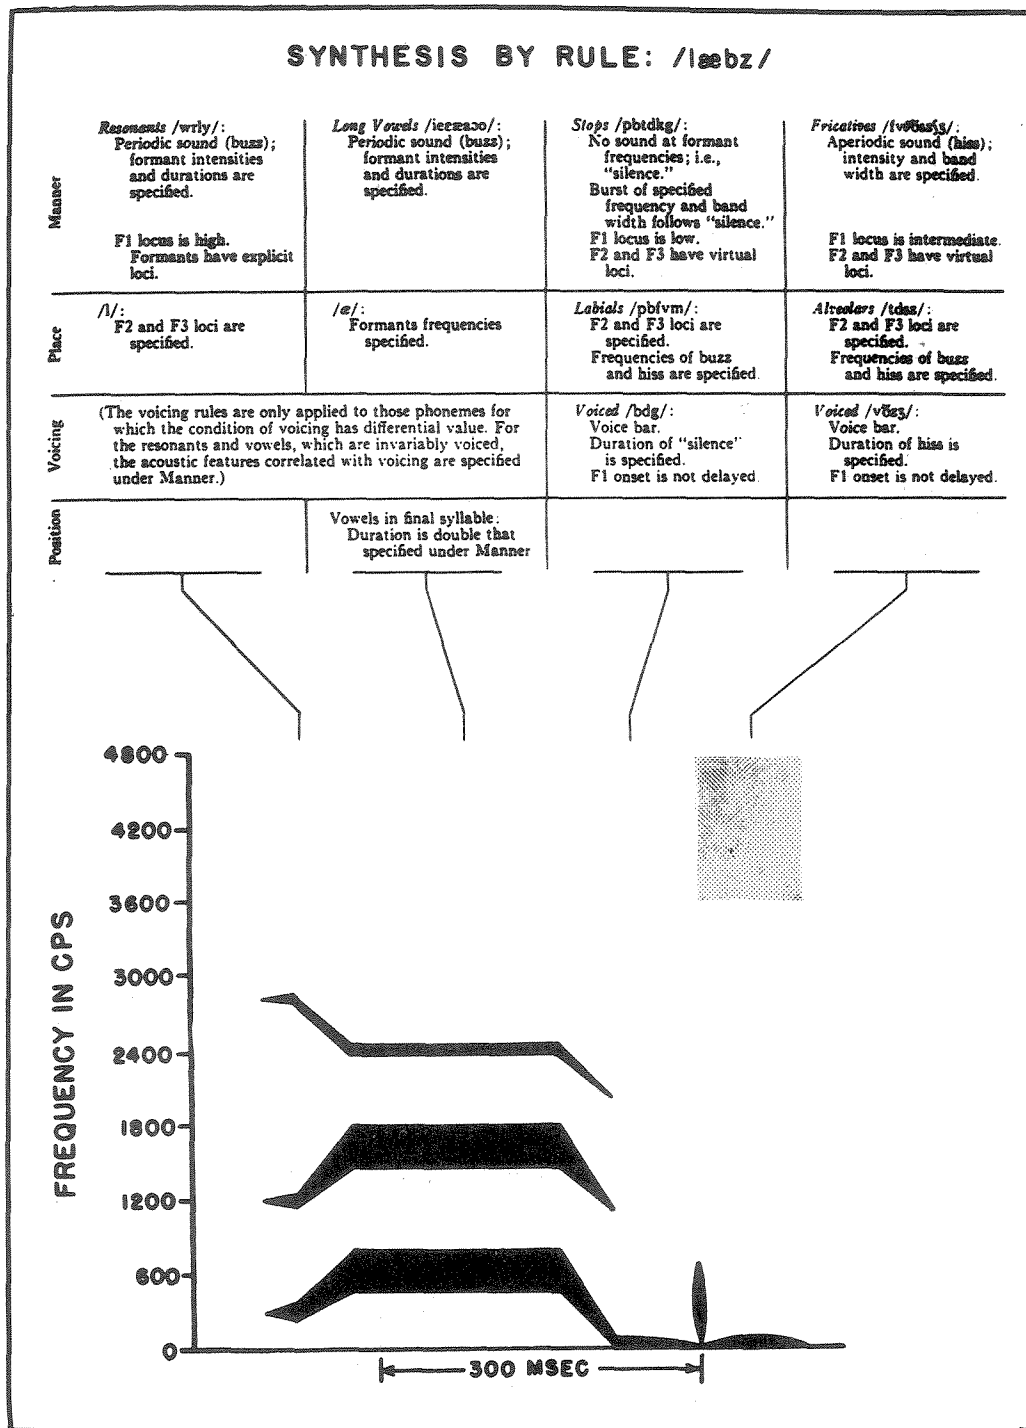 SYNTHESIS BY RULE: /læbz/
Manner
Resonants /wrly/:
Periodic sound (buzz);
formant intensities
and durations are
specified.
F1 locus is high.
Formants have explicit
loci.
Long Vowels
Periodic sound (buzz);
formant intensities
and durations are
specified.
Stops /pbtdkg/:
No sound at formant
frequencies; i.e.,
"silence."
Burst of specified
frequency and band
width follows "silence."
F1 locus is low.
F2 and F3 have virtual
loci.
Fricatives
Aperiodic sound (hiss);
intensity and band
width are specified.
F1 locus is intermediate.
F2 and F3 have virtual
loci.
Place
/l/:
F2 and F3 loci are
specified.
/æ/:
Formants frequencies
specified.
Labials /pbfvm/:
F2 and F3 loci are
specified.
Frequencies of buzz
and hiss are specified.
Alveolars
F2 and F3 loci are
specified.
Frequencies of buzz
and hiss are specified.
Voicing
(The voicing rules are only applied to those phonemes for
which the condition of voicing has differential value. For
the resonants and vowels, which are invariably voiced,
the acoustic features correlated with voicing are specified
under Manner.)
Voiced /bdg/:
Voice bar.
Duration of "silence"
is specified.
F1 onset is not delayed.
Voiced /vðzʒ/:
Voice bar.
Duration of hiss is
specified.
F1 onset is not delayed.
Position
Vowels in final syllable:
Duration is double that
specified under Manner
FREQUENCY IN CPS
4800
4200
3600
3000
2400
1800
1200
600
0
300 MSEC